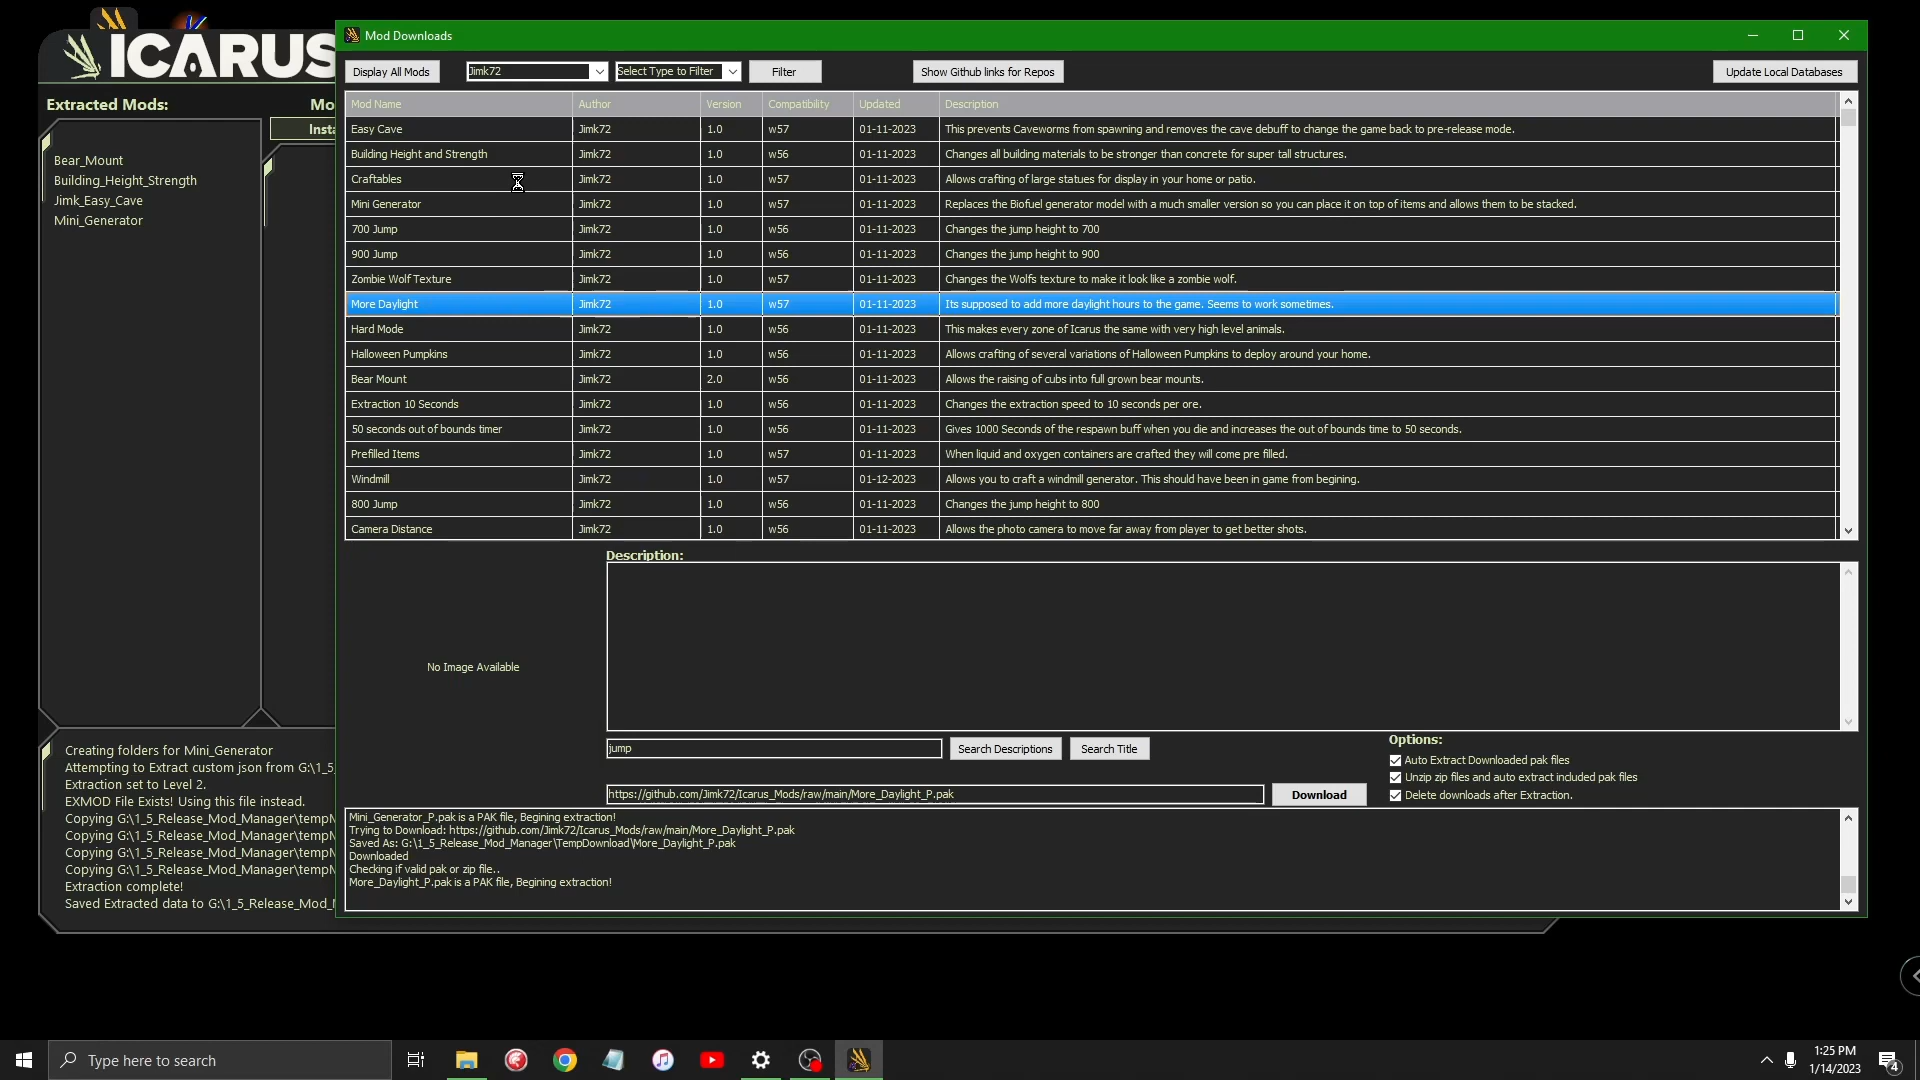 ICARUS
Extracted Mods:
Mo
Insta
Bear_Mount
Building_Height_Strength
Jimk_Easy_Cave
Mini_Generator
Creating folders for Mini_Generator
Attempting to Extract custom json from G:\1_5_
Extraction set to Level 2.
EXMOD File Exists! Using this file instead.
Copying G:\1_5_Release_Mod_Manager\tempM
Copying G:\1_5_Release_Mod_Manager\tempM
Copying G:\1_5_Release_Mod_Manager\tempM
Copying G:\1_5_Release_Mod_Manager\tempM
Extraction complete!
Saved Extracted data to G:\1_5_Release_Mod_M
Mod Downloads
Display All Mods Jimk72 Select Type to Filter Filter Show Github links for Repos Update Local Databases
Mod Name Author Version Compatibility Updated Description
Easy Cave Jimk72 1.0 w57 01-11-2023 This prevents Caveworms from spawning and removes the cave debuff to change the game back to pre-release mode.
Building Height and Strength Jimk72 1.0 w56 01-11-2023 Changes all building materials to be stronger than concrete for super tall structures.
Craftables Jimk72 1.0 w57 01-11-2023 Allows crafting of large statues for display in your home or patio.
Mini Generator Jimk72 1.0 w57 01-11-2023 Replaces the Biofuel generator model with a much smaller version so you can place it on top of items and allows them to be stacked.
700 Jump Jimk72 1.0 w56 01-11-2023 Changes the jump height to 700
900 Jump Jimk72 1.0 w56 01-11-2023 Changes the jump height to 900
Zombie Wolf Texture Jimk72 1.0 w57 01-11-2023 Changes the Wolfs texture to make it look like a zombie wolf.
More Daylight Jimk72 1.0 w57 01-11-2023 Its supposed to add more daylight hours to the game. Seems to work sometimes.
Hard Mode Jimk72 1.0 w56 01-11-2023 This makes every zone of Icarus the same with very high level animals.
Halloween Pumpkins Jimk72 1.0 w56 01-11-2023 Allows crafting of several variations of Halloween Pumpkins to deploy around your home.
Bear Mount Jimk72 2.0 w56 01-11-2023 Allows the raising of cubs into full grown bear mounts.
Extraction 10 Seconds Jimk72 1.0 w56 01-11-2023 Changes the extraction speed to 10 seconds per ore.
50 seconds out of bounds timer Jimk72 1.0 w56 01-11-2023 Gives 1000 Seconds of the respawn buff when you die and increases the out of bounds time to 50 seconds.
Prefilled Items Jimk72 1.0 w57 01-11-2023 When liquid and oxygen containers are crafted they will come pre filled.
Windmill Jimk72 1.0 w57 01-12-2023 Allows you to craft a windmill generator. This should have been in game from begining.
800 Jump Jimk72 1.0 w56 01-11-2023 Changes the jump height to 800
Camera Distance Jimk72 1.0 w56 01-11-2023 Allows the photo camera to move far away from player to get better shots.
Description:
No Image Available
jump Search Descriptions Search Title
Options:
Auto Extract Downloaded pak files
Unzip zip files and auto extract included pak files
Delete downloads after Extraction.
https://github.com/Jimk72/Icarus_Mods/raw/main/More_Daylight_P.pak Download
Mini_Generator_P.pak is a PAK file, Begining extraction!
Trying to Download: https://github.com/Jimk72/Icarus_Mods/raw/main/More_Daylight_P.pak
Saved As: G:\1_5_Release_Mod_Manager\TempDownload\More_Daylight_P.pak
Downloaded
Checking if valid pak or zip file..
More_Daylight_P.pak is a PAK file, Begining extraction!
Type here to search
1:25 PM
1/14/2023
4